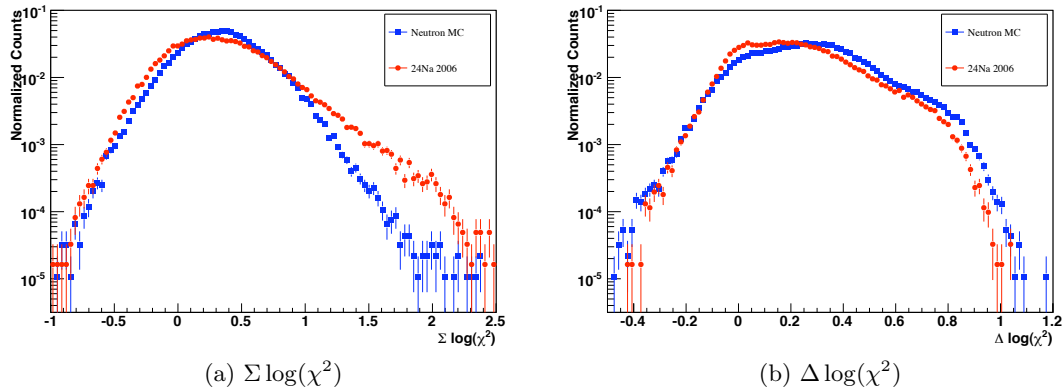 Normalized Counts
10⁻¹
10⁻²
10⁻³
10⁻⁴
10⁻⁵
Neutron MC
24Na 2006
-1 -0.5 0 0.5 1 1.5 2 2.5
Σ log(χ²)
(a) Σ log(χ²)
Normalized Counts
10⁻¹
10⁻²
10⁻³
10⁻⁴
10⁻⁵
Neutron MC
24Na 2006
-0.4 -0.2 0 0.2 0.4 0.6 0.8 1 1.2
Δ log(χ²)
(b) Δ log(χ²)